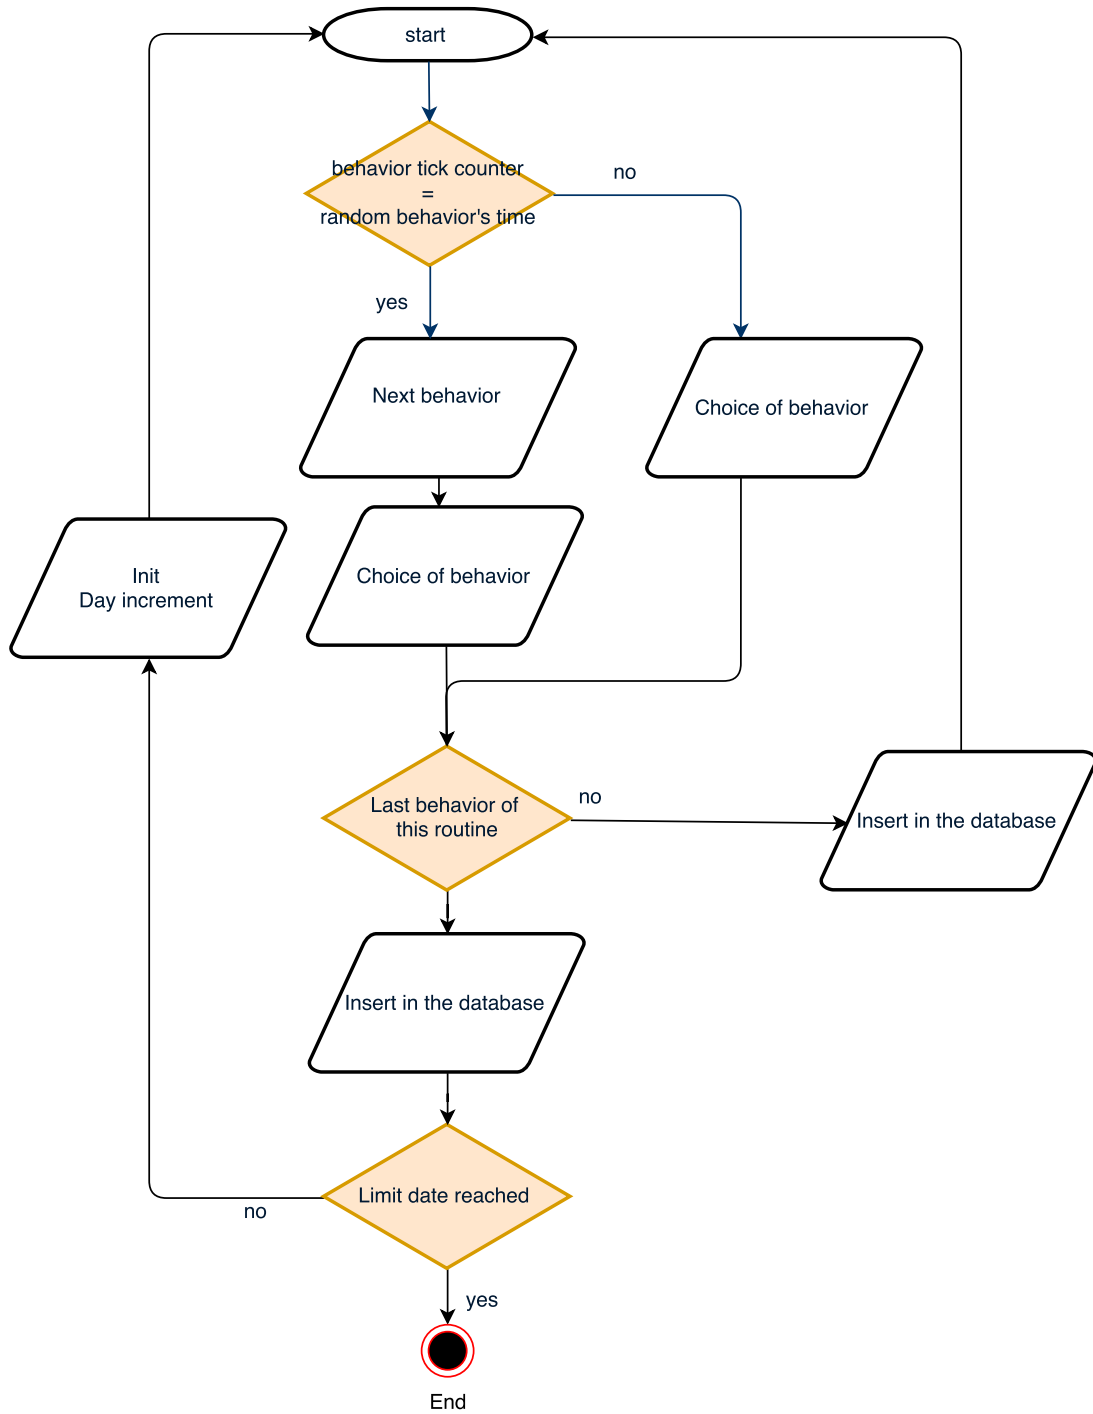 start
behavior tick counter
=
random behavior's time
no
yes
Next behavior
Choice of behavior
Choice of behavior
Init
Day increment
Last behavior of
this routine
no
Insert in the database
Insert in the database
Limit date reached
no
yes
End